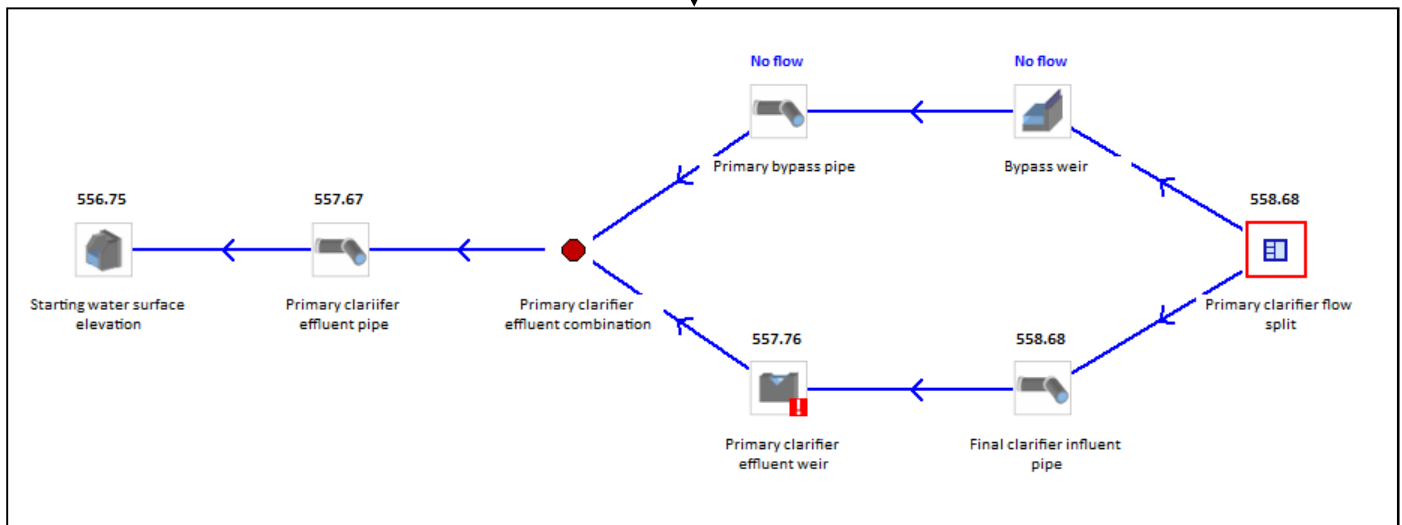 No flow
No flow
Primary bypass pipe
Bypass weir
556.75
557.67
558.68
Starting water surface
elevation
Primary clariifer
effluent pipe
Primary clarifier
effluent combination
Primary clarifier flow
split
557.76
558.68
!
Primary clarifier
effluent weir
Final clarifier influent
pipe